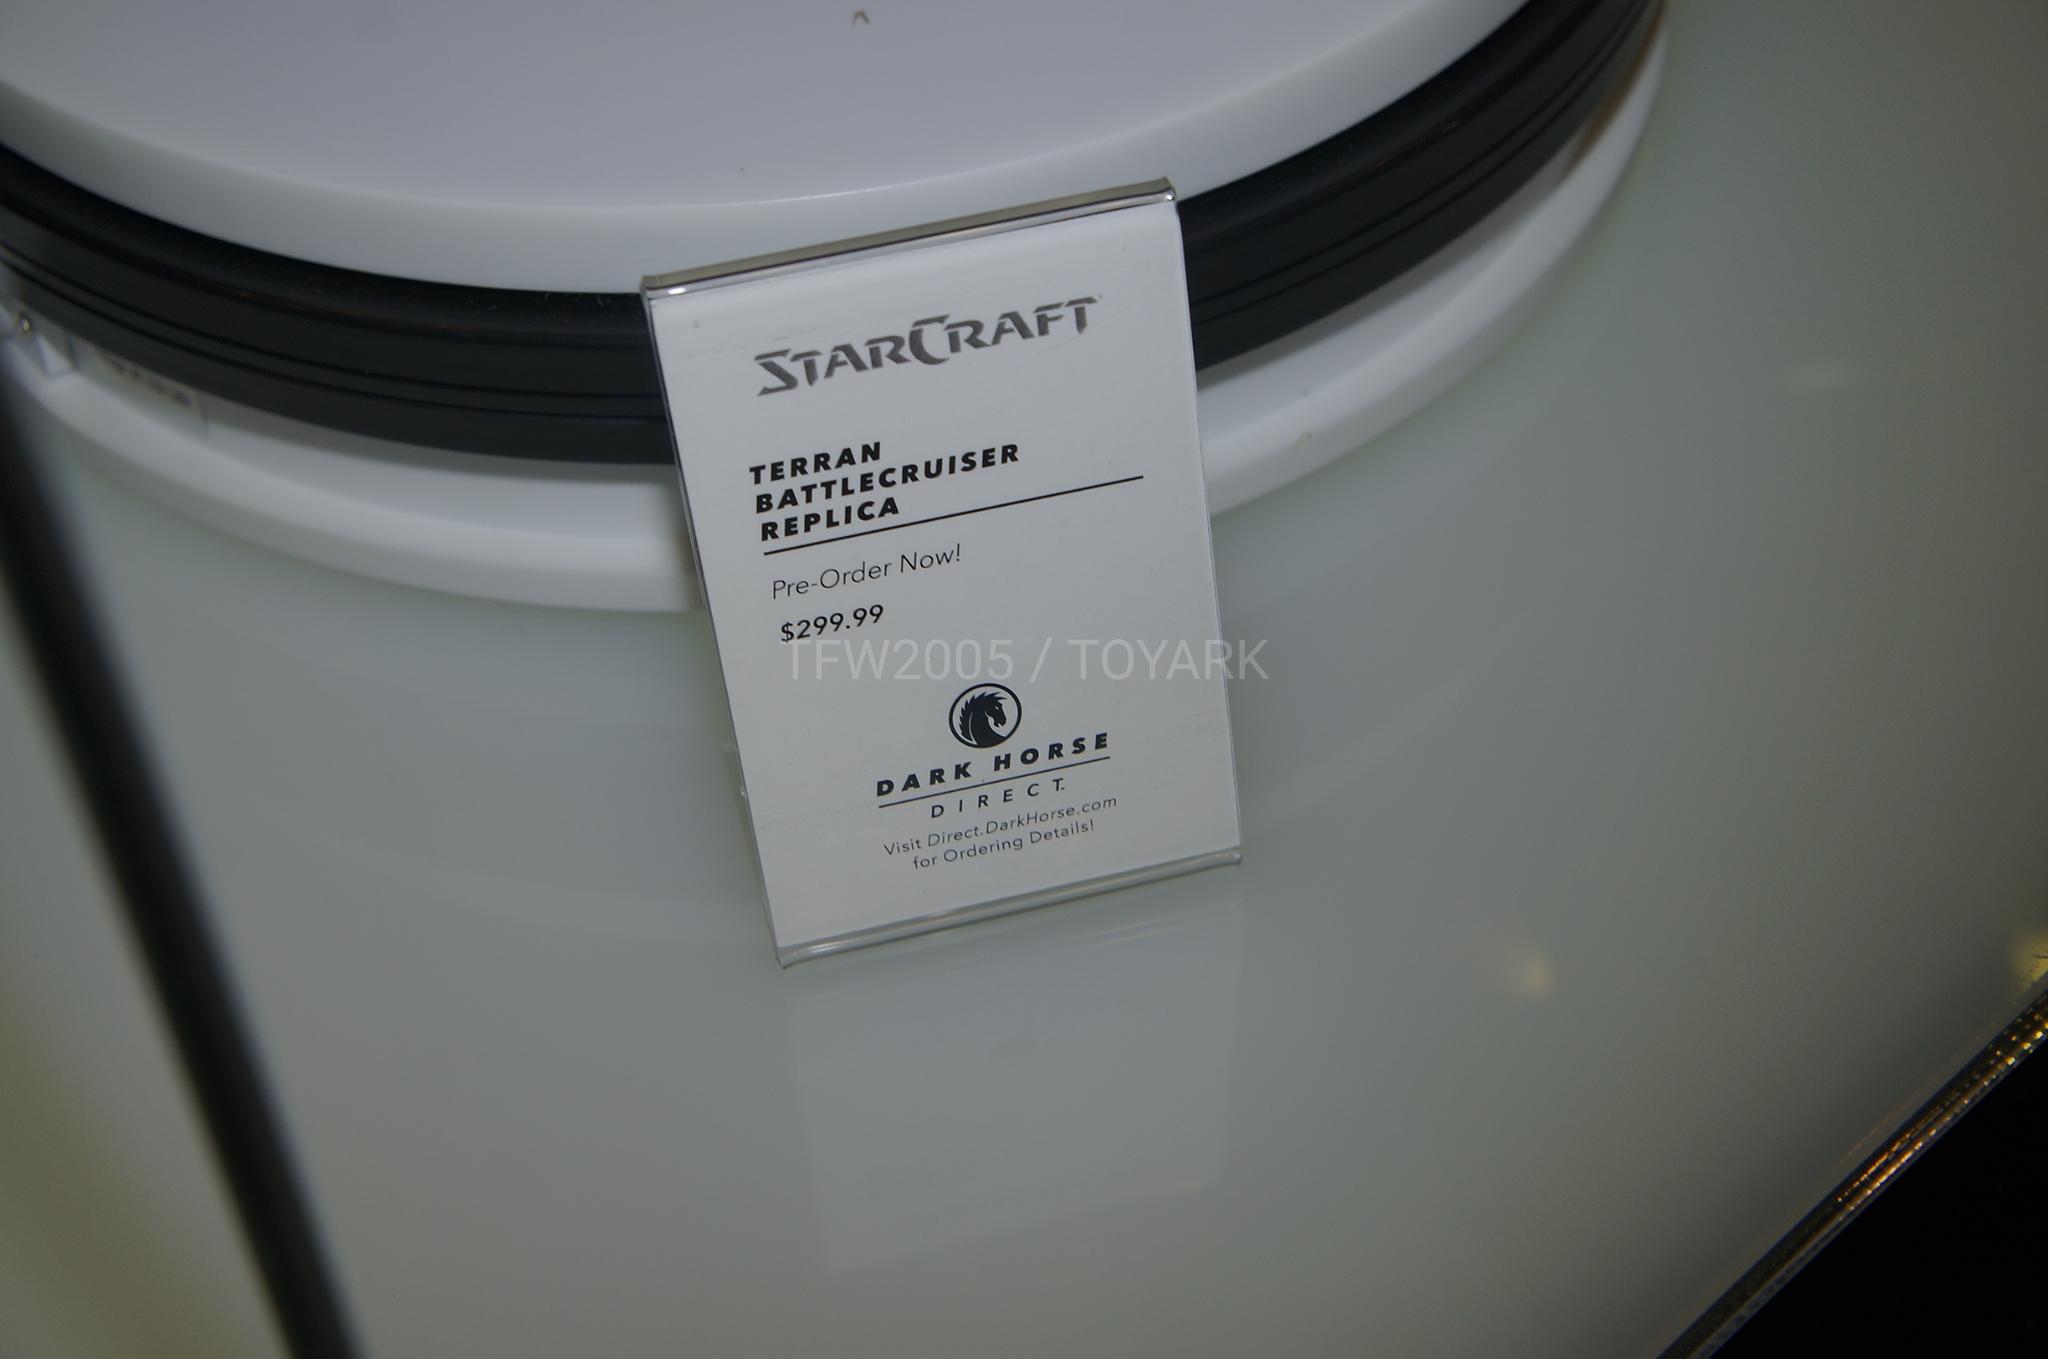 STARCRAFT
TERRAN
BATTLECRUISER
REPLICA
Pre-Order Now!
$299.99
TFW2005 / TOYARK
DARK HORSE
DIRECT™
Visit Direct.DarkHorse.com
for Ordering Details!